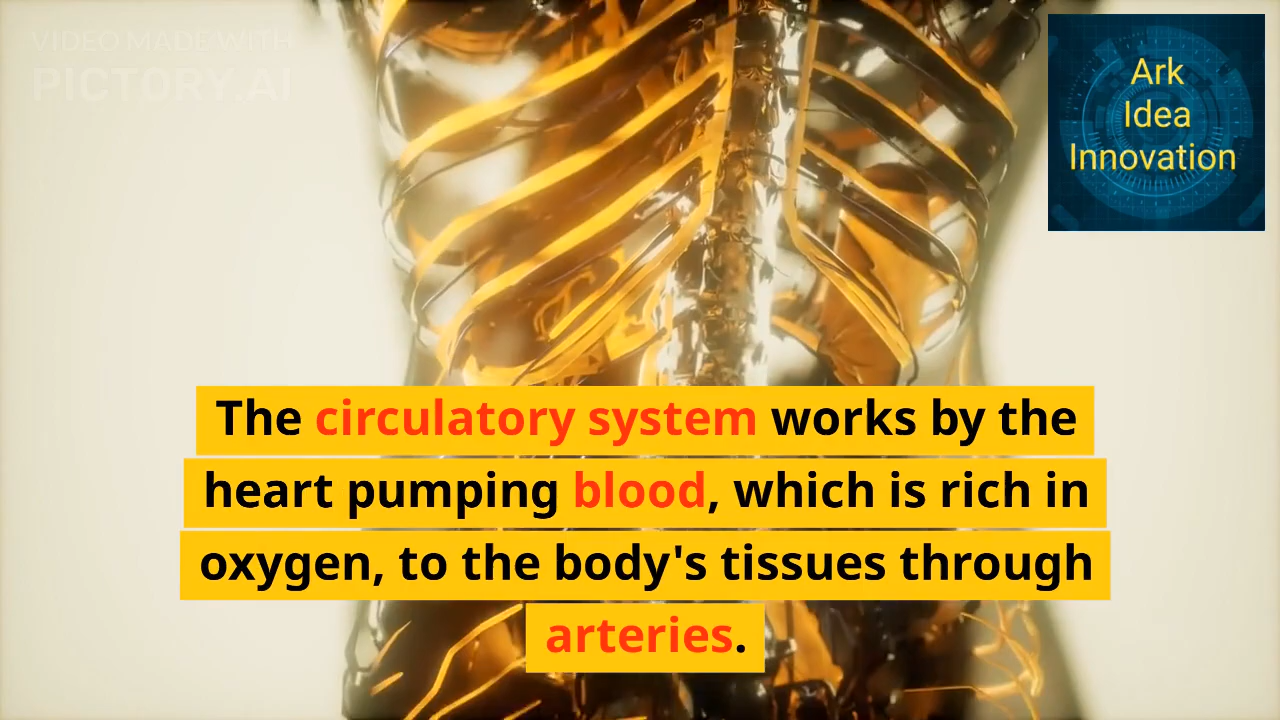 VIDEO MADE WITH
PICTORY.AI
Ark
Idea
Innovation
The circulatory system works by the
heart pumping blood, which is rich in
oxygen, to the body's tissues through
arteries.